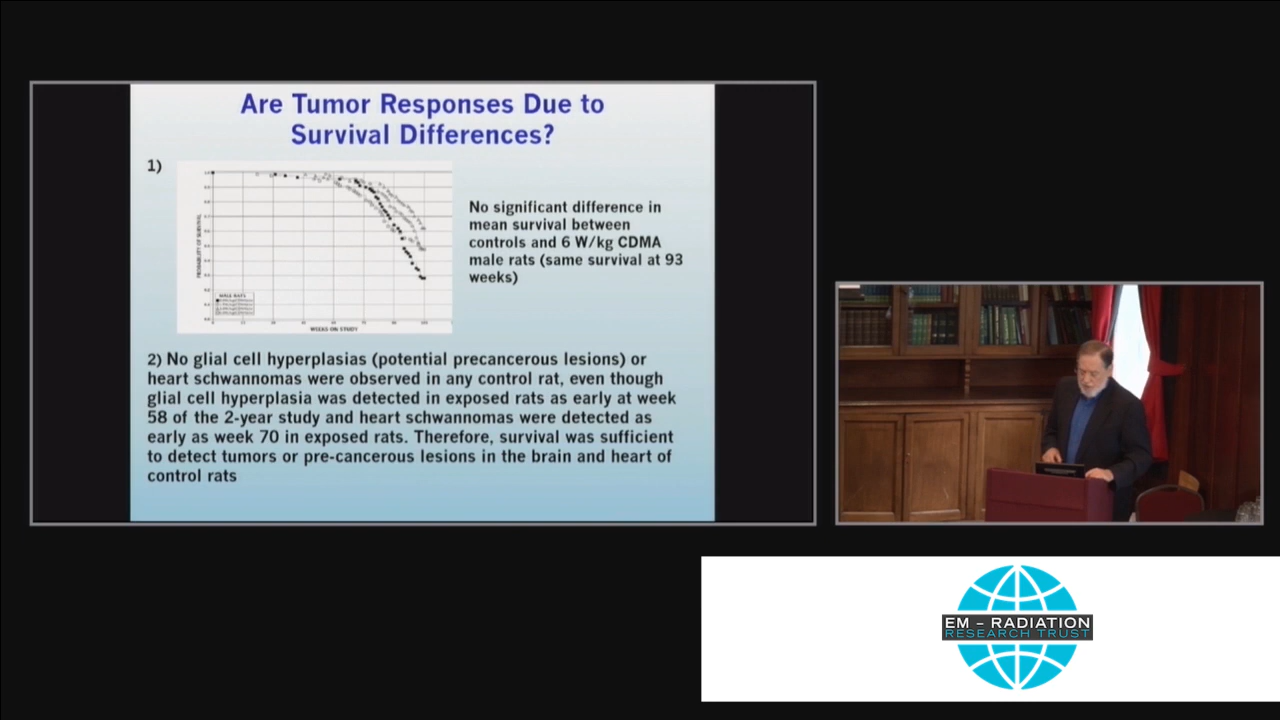 Are Tumor Responses Due to
Survival Differences?
1)
PROBABILITY OF SURVIVAL
MALE RATS
WEEKS ON STUDY
No significant difference in
mean survival between
controls and 6 W/kg CDMA
male rats (same survival at 93
weeks)
2) No glial cell hyperplasias (potential precancerous lesions) or
heart schwannomas were observed in any control rat, even though
glial cell hyperplasia was detected in exposed rats as early at week
58 of the 2-year study and heart schwannomas were detected as
early as week 70 in exposed rats. Therefore, survival was sufficient
to detect tumors or pre-cancerous lesions in the brain and heart of
control rats
EM – RADIATION
RESEARCH TRUST